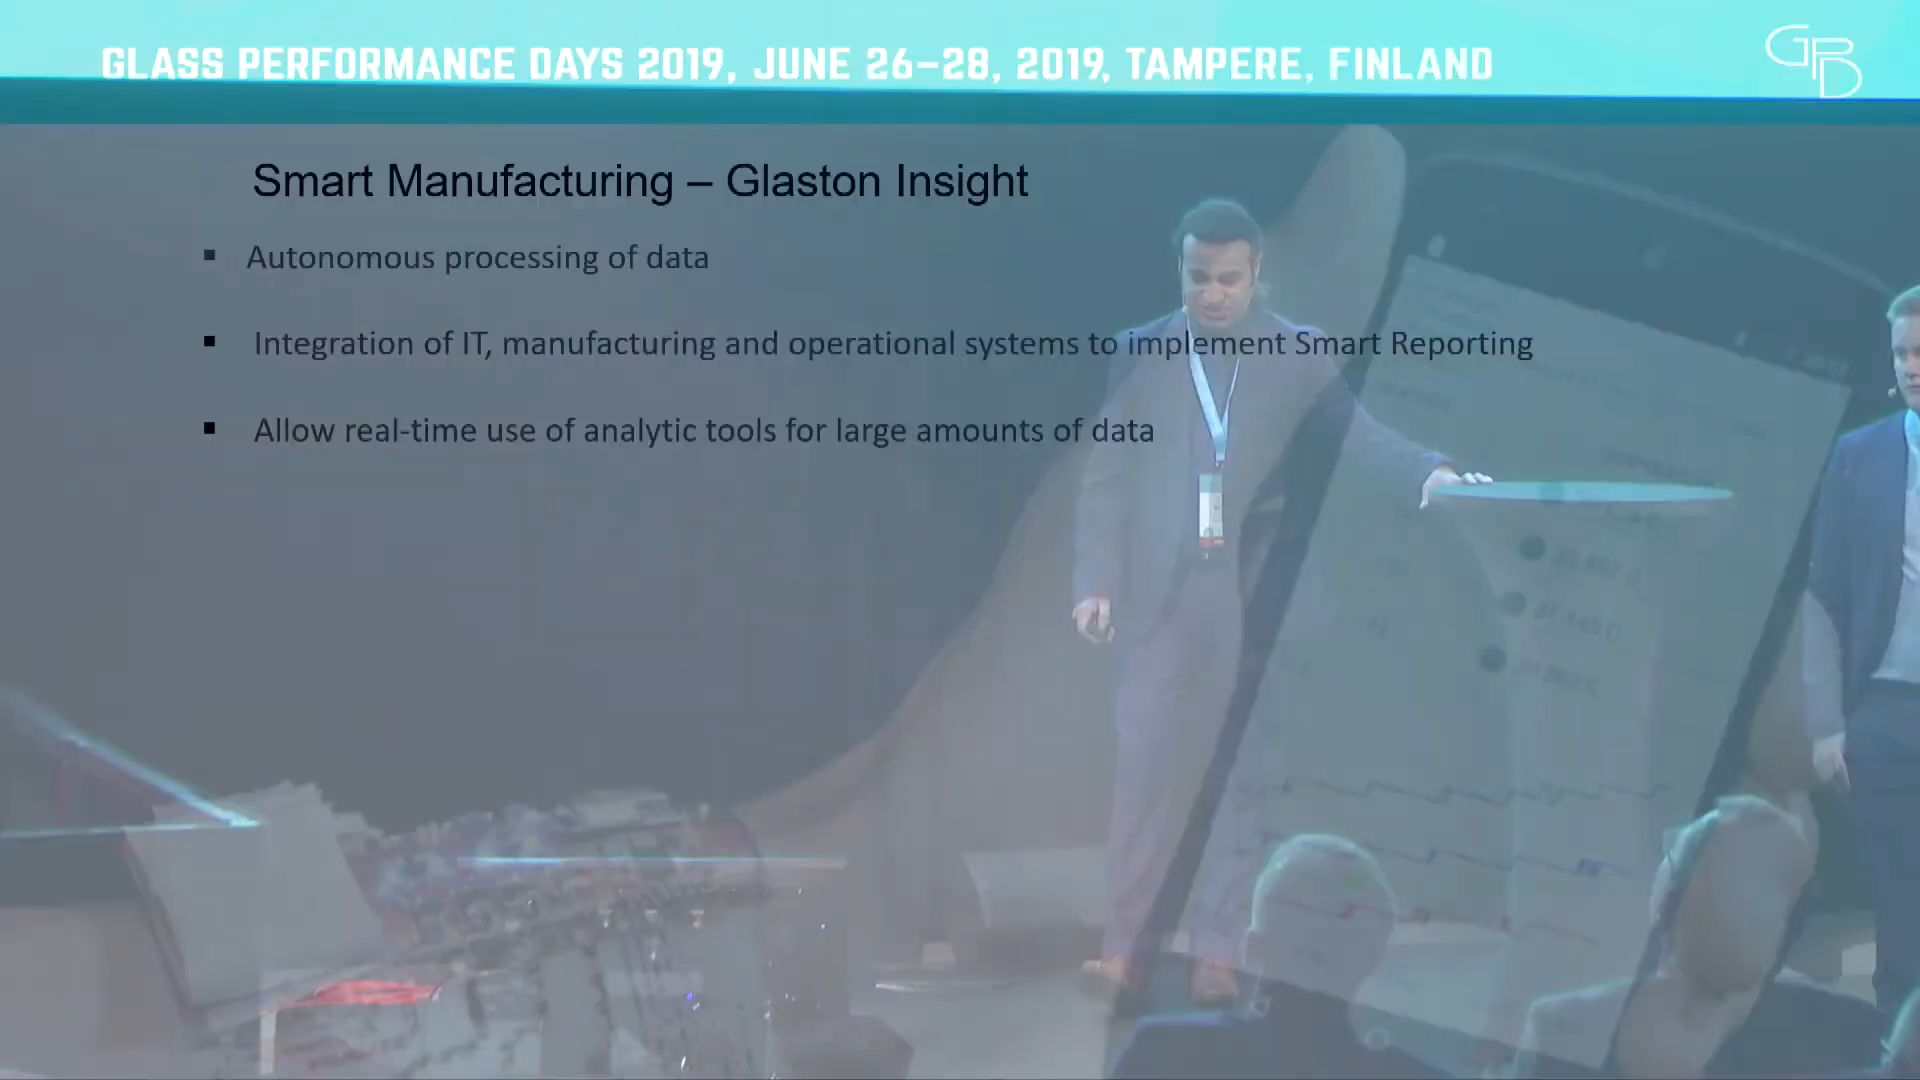 GLASS PERFORMANCE DAYS 2019, JUNE 26–28, 2019, TAMPERE, FINLAND
GPD
Smart Manufacturing – Glaston Insight
▪ Autonomous processing of data
▪ Integration of IT, manufacturing and operational systems to implement Smart Reporting
▪ Allow real-time use of analytic tools for large amounts of data